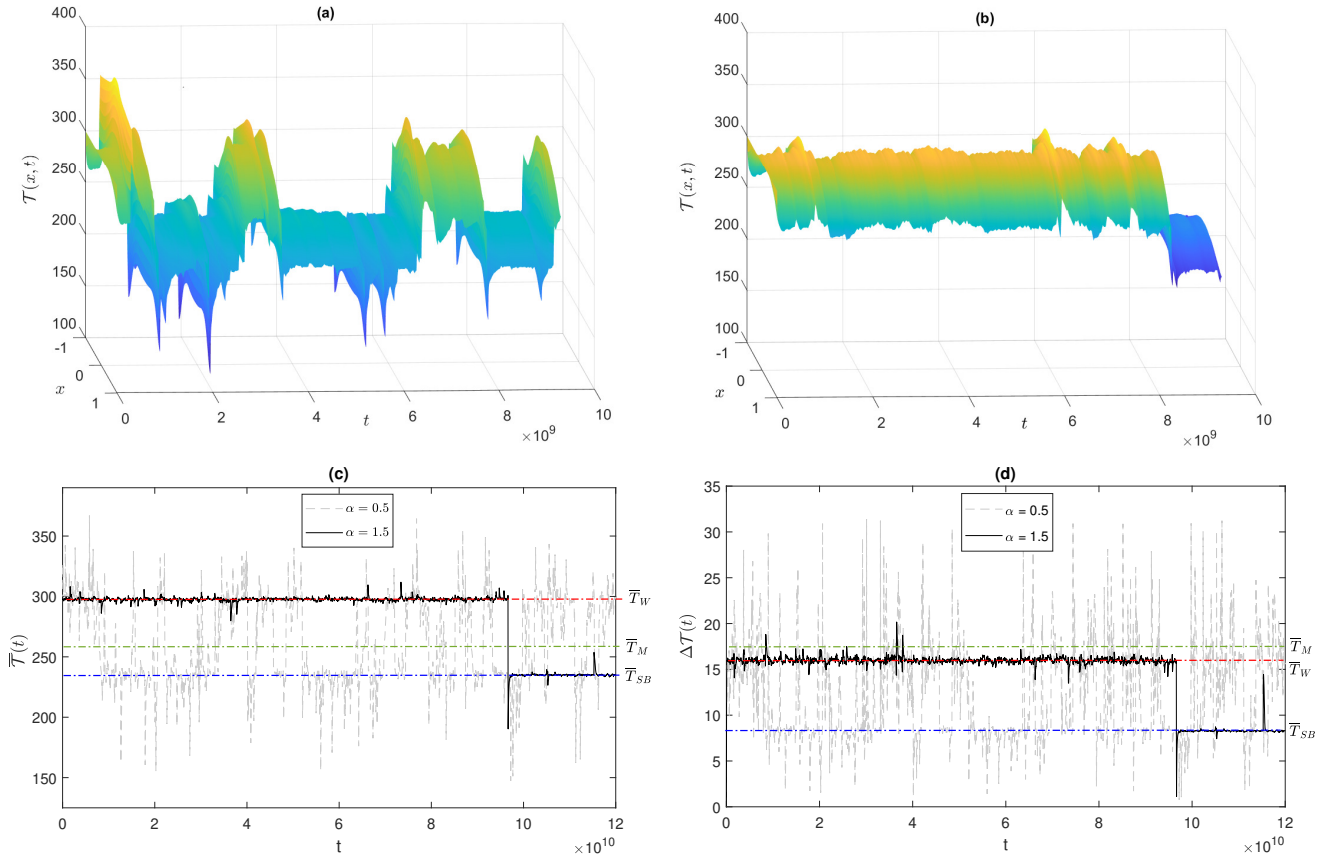 (a)
400
350
300
250
200
150
100
𝒯(x, t)
-1
0
1
x
0
2
4
6
8
10
t
×10⁹
(b)
400
350
300
250
200
150
100
𝒯(x, t)
-1
0
1
x
0
2
4
6
8
10
t
×10⁹
(c)
α = 0.5
α = 1.5
350
300
250
200
150
𝒯̅(t)
T̅_W
T̅_M
T̅_SB
0
2
4
6
8
10
12
t
×10¹⁰
(d)
α = 0.5
α = 1.5
35
30
25
20
15
10
5
0
Δ𝒯(t)
T̅_M
T̅_W
T̅_SB
0
2
4
6
8
10
12
t
×10¹⁰